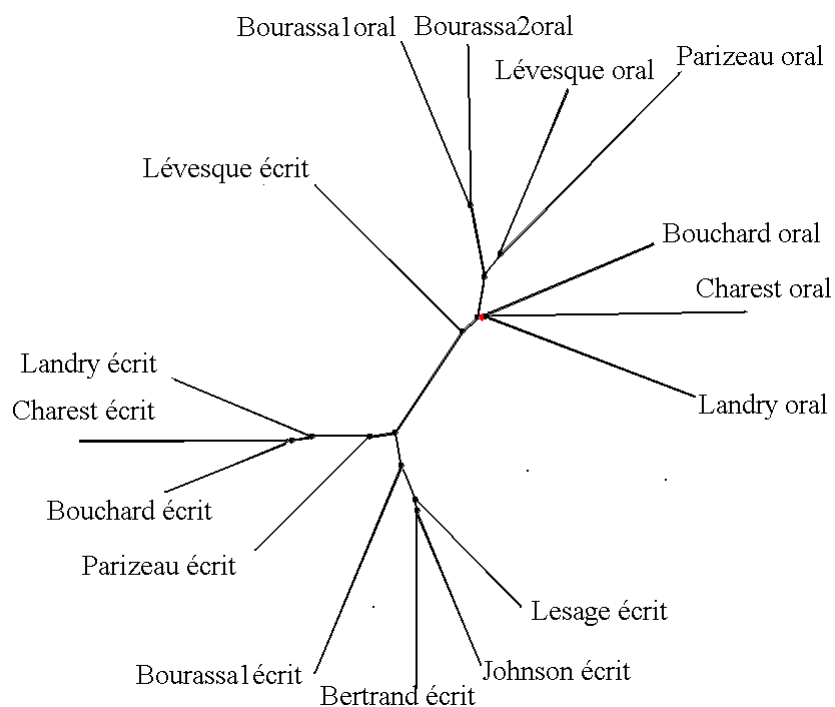 Bourassa1oral
Bourassa2oral
Lévesque oral
Parizeau oral
Lévesque écrit
Bouchard oral
Charest oral
Landry écrit
Charest écrit
Landry oral
Bouchard écrit
Parizeau écrit
Lesage écrit
Bourassa1écrit
Johnson écrit
Bertrand écrit